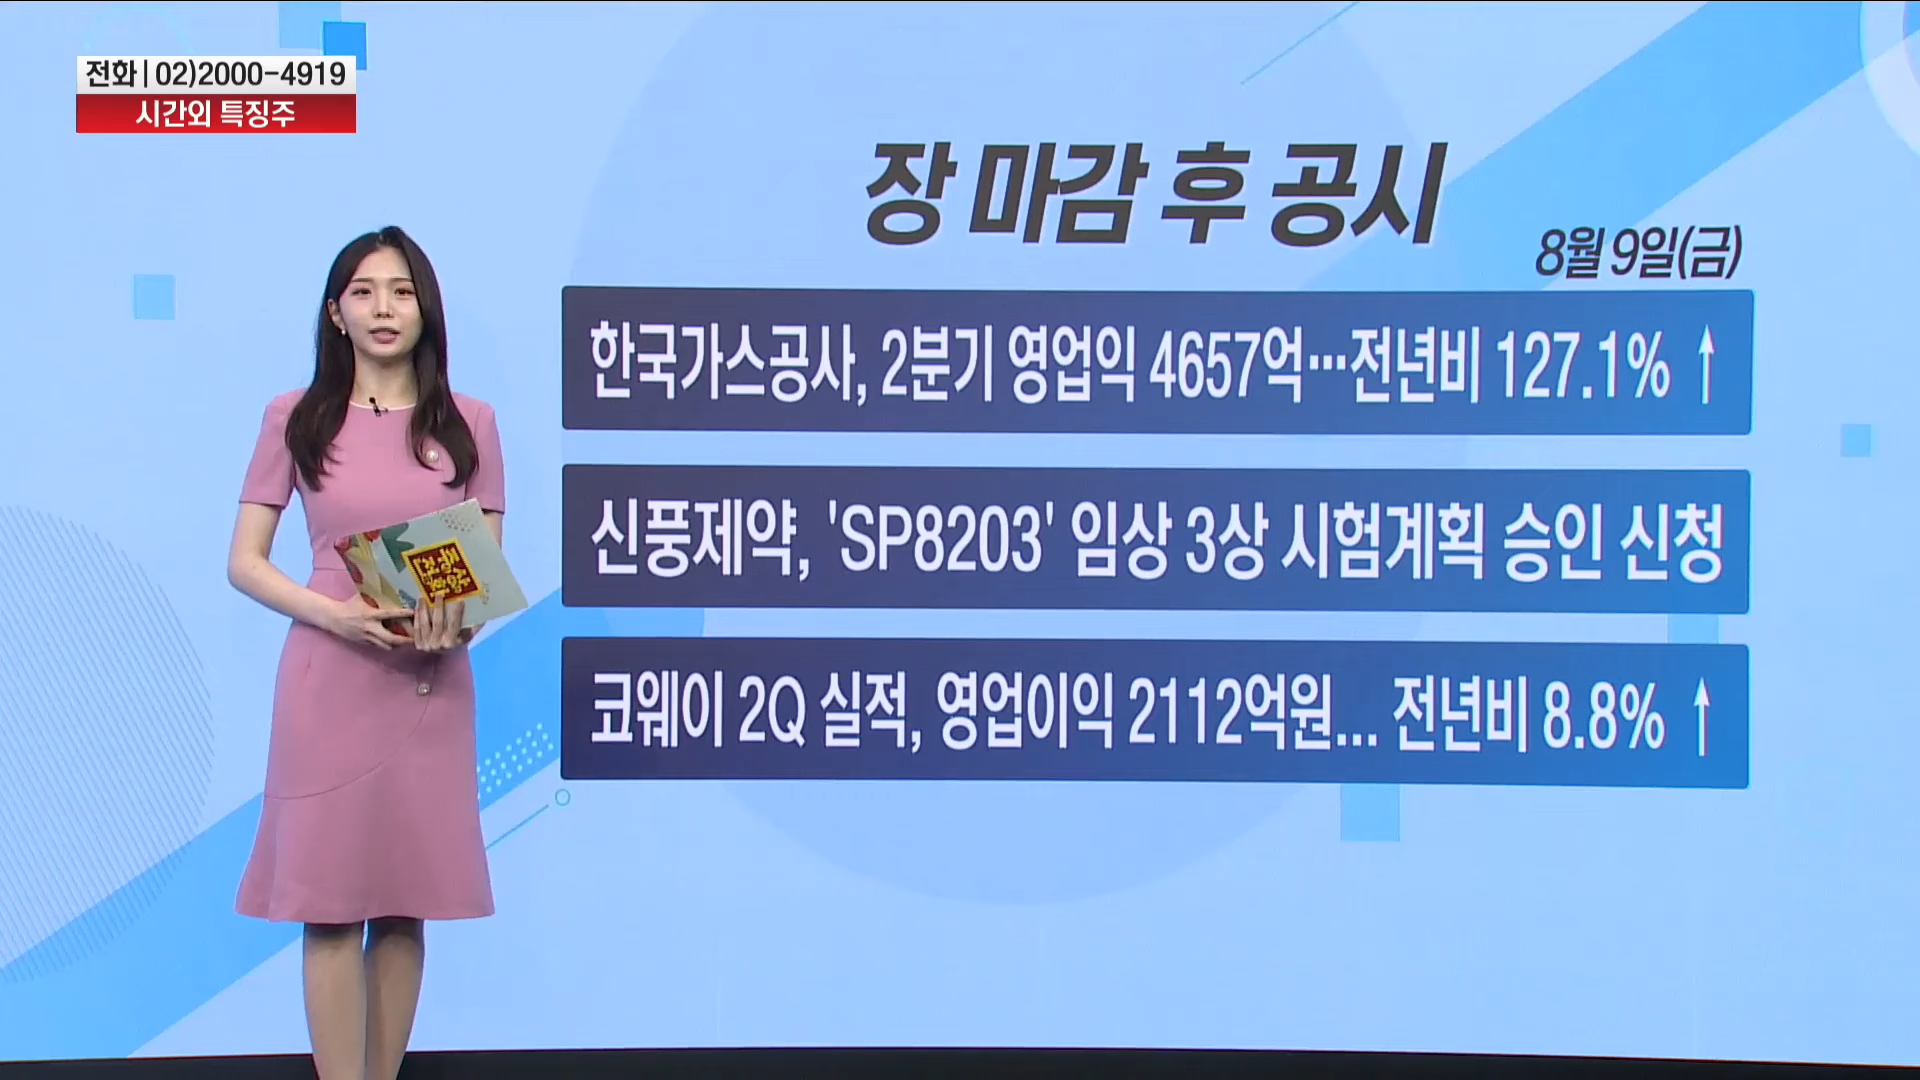 전화 | 02)2000-4919
시간외 특징주
장 마감 후 공시
8월 9일(금)
한국가스공사, 2분기 영업익 4657억…전년비 127.1% ↑
신풍제약, 'SP8203' 임상 3상 시험계획 승인 신청
코웨이 2Q 실적, 영업이익 2112억원... 전년비 8.8% ↑